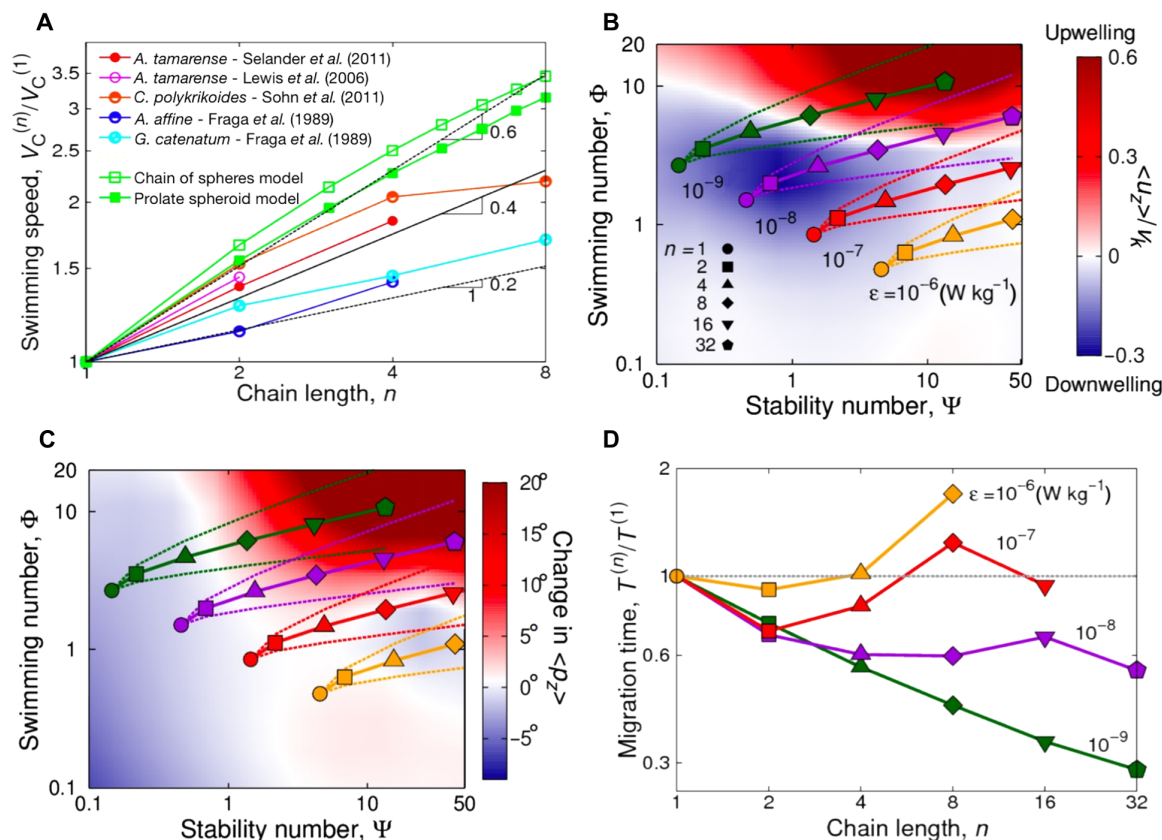 A
Swimming speed, V_C^(n)/V_C^(1)
3.5
3
2.5
2
1.5
1
A. tamarense - Selander et al. (2011)
A. tamarense - Lewis et al. (2006)
C. polykrikoides - Sohn et al. (2011)
A. affine - Fraga et al. (1989)
G. catenatum - Fraga et al. (1989)
Chain of spheres model
Prolate spheroid model
0.6
0.4
0.2
1
1 2 4 8
Chain length, n
B
Swimming number, Φ
20
10
1
0.1
10⁻⁹
10⁻⁸
10⁻⁷
ε=10⁻⁶(W kg⁻¹)
n = 1
2
4
8
16
32
0.1 1 10 50
Stability number, Ψ
Upwelling
0.6
0.3
0
−0.3
Downwelling
<u_z>/v_k
C
Swimming number, Φ
20
10
1
0.1
0.1 1 10 50
Stability number, Ψ
20°
15°
10°
5°
0°
−5°
Change in <p_z>
D
Migration time, T^(n)/T^(1)
2
1
0.6
0.3
ε=10⁻⁶(W kg⁻¹)
10⁻⁷
10⁻⁸
10⁻⁹
1 2 4 8 16 32
Chain length, n